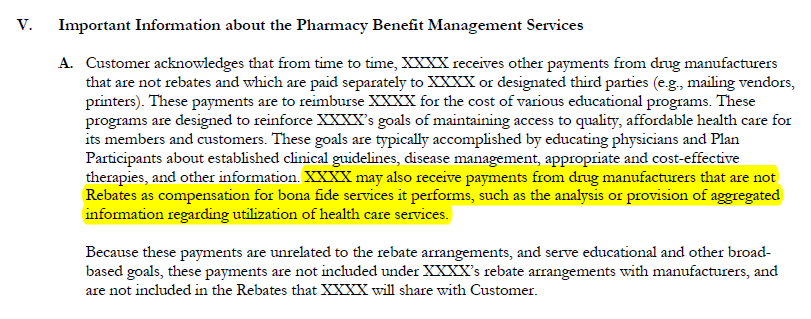 V. Important Information about the Pharmacy Benefit Management Services
A. Customer acknowledges that from time to time, XXXX receives other payments from drug manufacturers
that are not rebates and which are paid separately to XXXX or designated third parties (e.g., mailing vendors,
printers). These payments are to reimburse XXXX for the cost of various educational programs. These
programs are designed to reinforce XXXX's goals of maintaining access to quality, affordable health care for
its members and customers. These goals are typically accomplished by educating physicians and Plan
Participants about established clinical guidelines, disease management, appropriate and cost-effective
therapies, and other information. XXXX may also receive payments from drug manufacturers that are not
Rebates as compensation for bona fide services it performs, such as the analysis or provision of aggregated
information regarding utilization of health care services.
Because these payments are unrelated to the rebate arrangements, and serve educational and other broad-
based goals, these payments are not included under XXXX's rebate arrangements with manufacturers, and
are not included in the Rebates that XXXX will share with Customer.